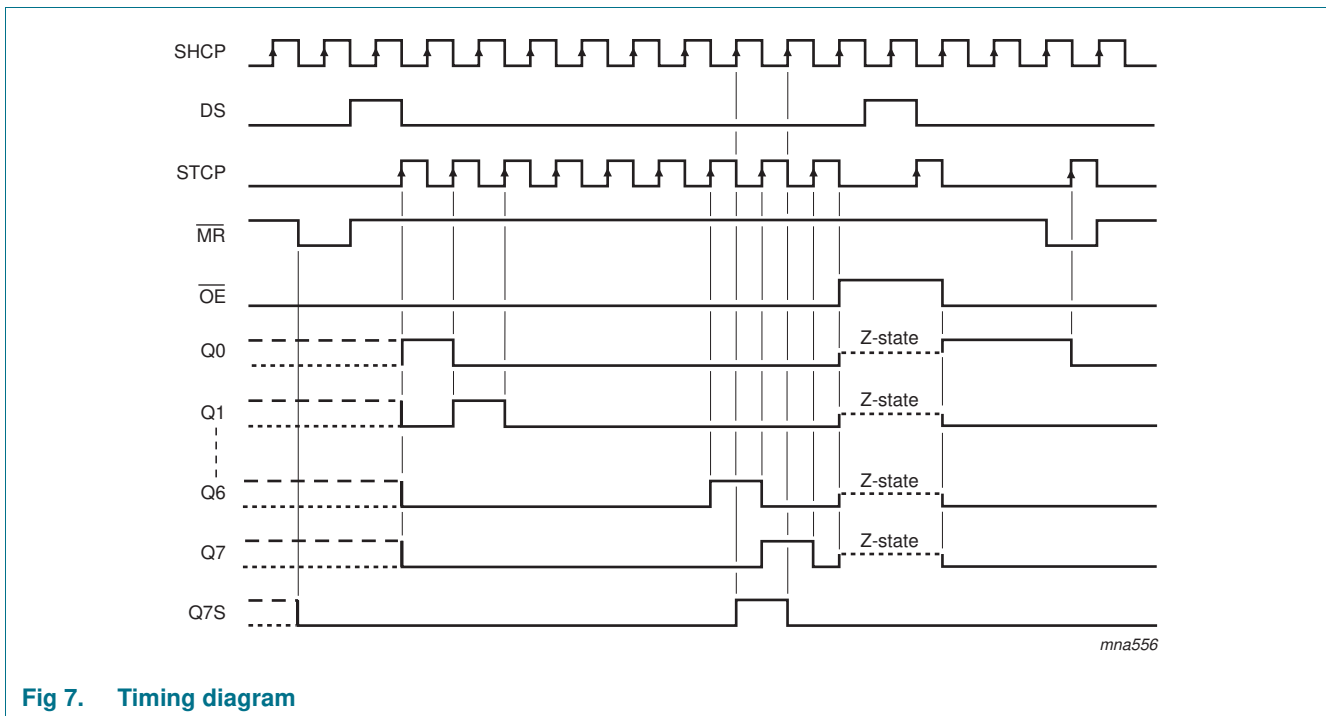 SHCP
DS
STCP
MR
OE
Q0
Z-state
Q1
Z-state
Q6
Z-state
Q7
Z-state
Q7S
mna556
Fig 7. Timing diagram